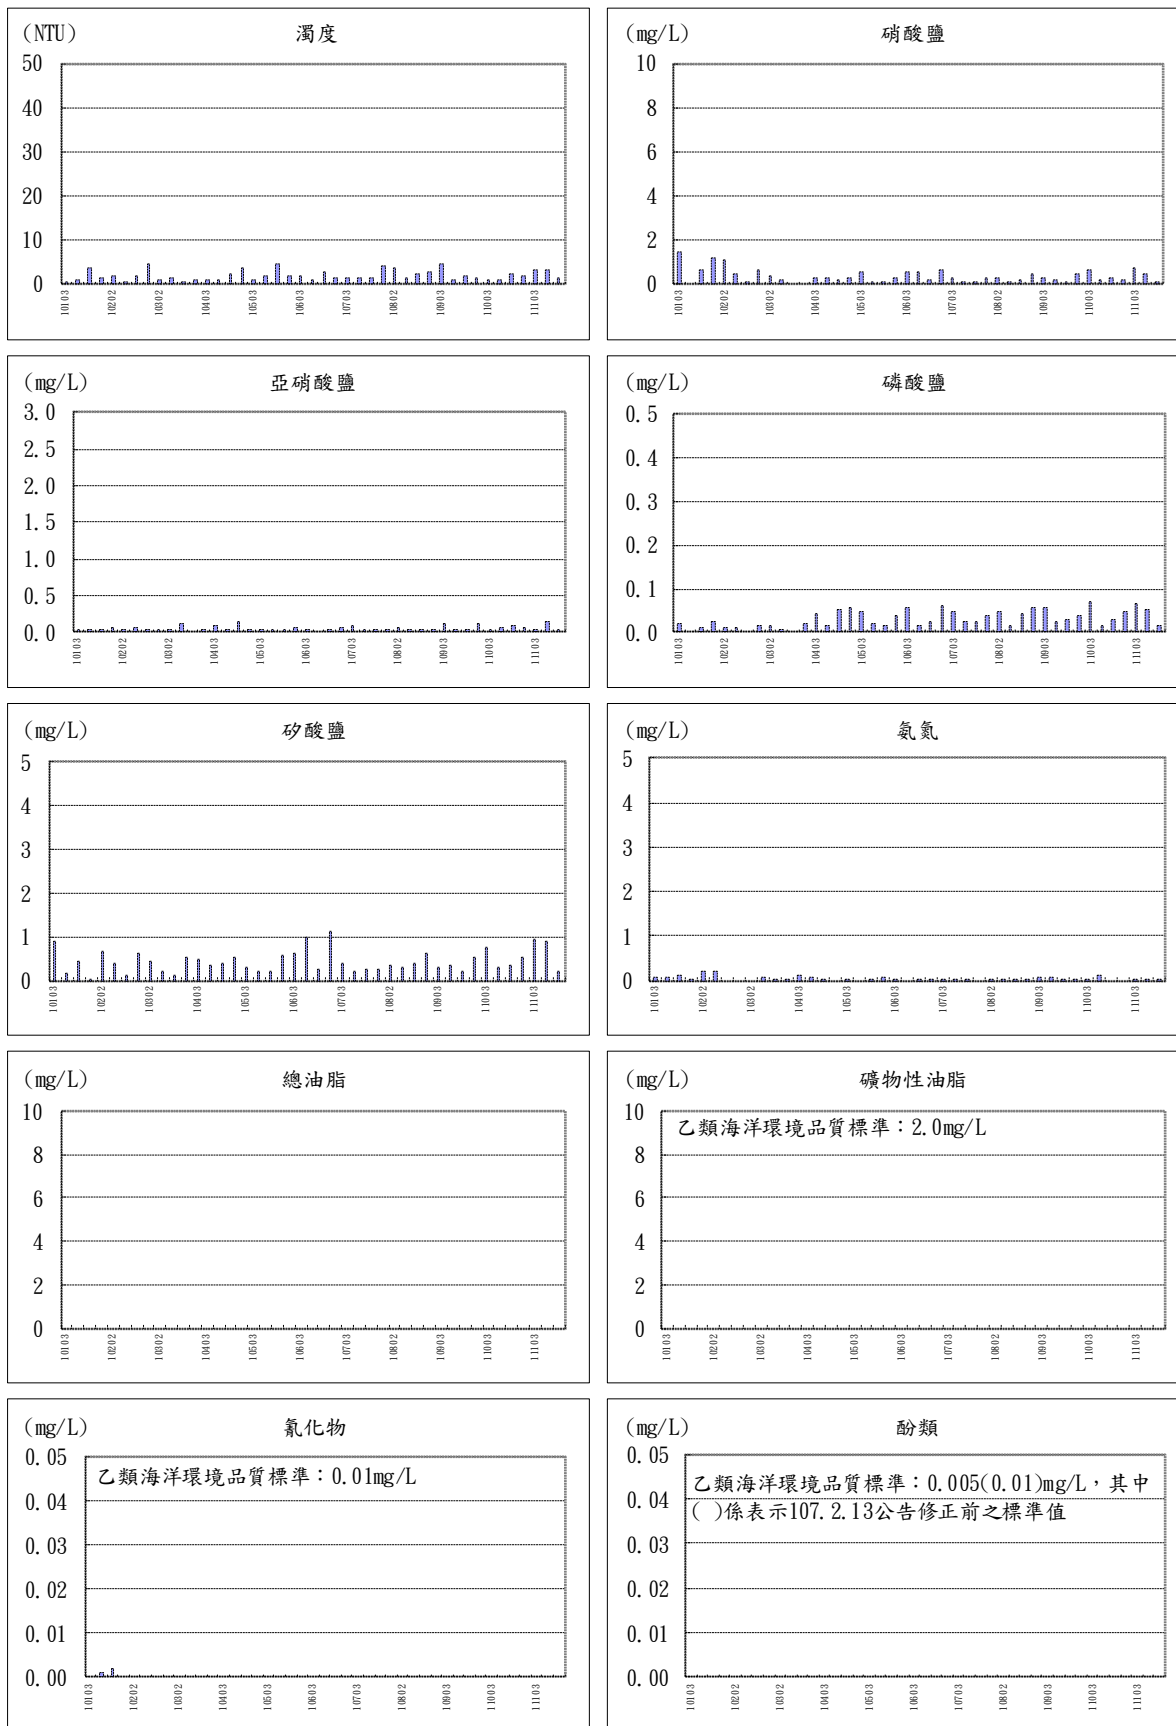 (NTU) 濁度
50
40
30
20
10
0
10103 10202 10302 10403 10503 10603 10703 10802 10903 11003 11103
(mg/L) 硝酸鹽
10
8
6
4
2
0
10103 10202 10302 10403 10503 10603 10703 10802 10903 11003 11103
(mg/L) 亞硝酸鹽
3.0
2.5
2.0
1.5
1.0
0.5
0.0
10103 10202 10302 10403 10503 10603 10703 10802 10903 11003 11103
(mg/L) 磷酸鹽
0.5
0.4
0.3
0.2
0.1
0.0
10103 10202 10302 10403 10503 10603 10703 10802 10903 11003 11103
(mg/L) 矽酸鹽
5
4
3
2
1
0
10103 10202 10302 10403 10503 10603 10703 10802 10903 11003 11103
(mg/L) 氨氮
5
4
3
2
1
0
10103 10202 10302 10403 10503 10603 10703 10802 10903 11003 11103
(mg/L) 總油脂
10
8
6
4
2
0
10103 10202 10302 10403 10503 10603 10703 10802 10903 11003 11103
(mg/L) 礦物性油脂
10
乙類海洋環境品質標準：2.0mg/L
8
6
4
2
0
10103 10202 10302 10403 10503 10603 10703 10802 10903 11003 11103
(mg/L) 氰化物
0.05
乙類海洋環境品質標準：0.01mg/L
0.04
0.03
0.02
0.01
0.00
10103 10202 10302 10403 10503 10603 10703 10802 10903 11003 11103
(mg/L) 酚類
0.05
乙類海洋環境品質標準：0.005(0.01)mg/L，其中
0.04
( )係表示107.2.13公告修正前之標準值
0.03
0.02
0.01
0.00
10103 10202 10302 10403 10503 10603 10703 10802 10903 11003 11103